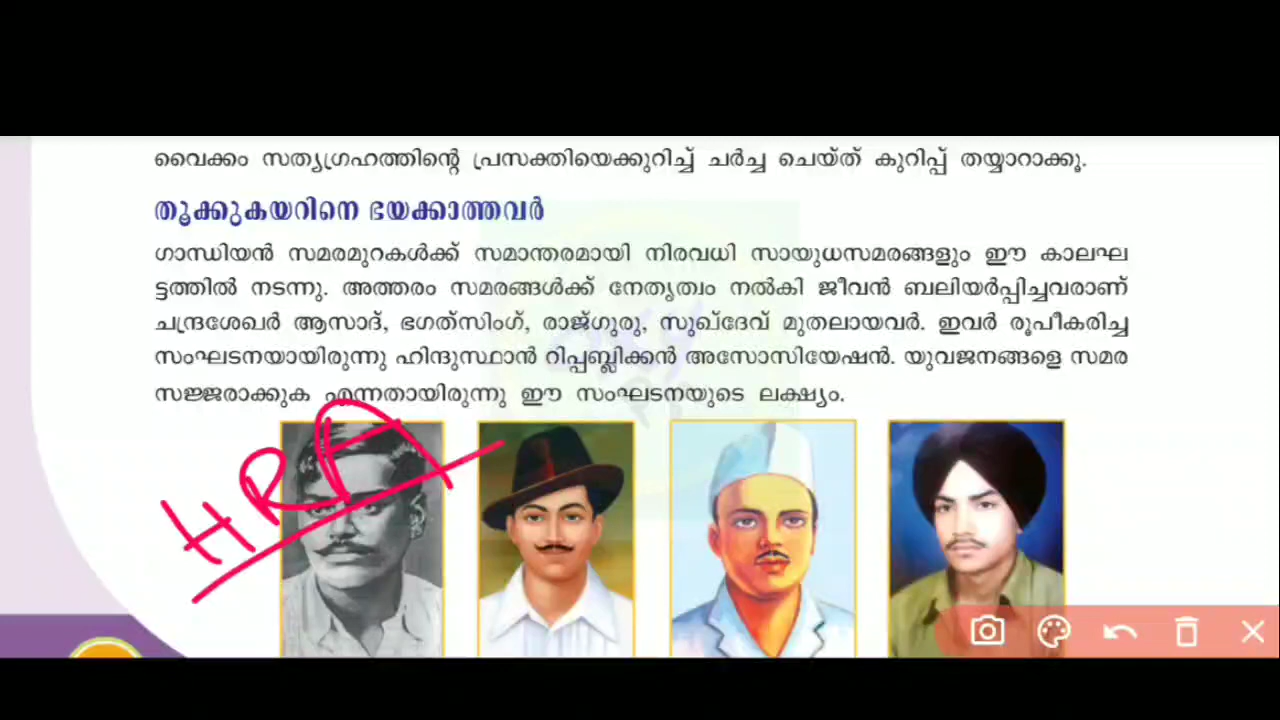 വൈക്കം സത്യഗ്രഹത്തിന്റെ പ്രസക്തിയെക്കുറിച്ച് ചർച്ച ചെയ്ത് കുറിപ്പ് തയ്യാറാക്കൂ.
തൂക്കുകയറിനെ ഭയക്കാത്തവർ
ഗാന്ധിയൻ സമരമുറകൾക്ക് സമാന്തരമായി നിരവധി സായുധസമരങ്ങളും ഈ കാലഘ
ട്ടത്തിൽ നടന്നു. അത്തരം സമരങ്ങൾക്ക് നേതൃത്വം നൽകി ജീവൻ ബലിയർപ്പിച്ചവരാണ്
ചന്ദ്രശേഖർ ആസാദ്, ഭഗത്സിംഗ്, രാജ്ഗുരു, സുഖ്ദേവ് മുതലായവർ. ഇവർ രൂപീകരിച്ച
സംഘടനയായിരുന്നു ഹിന്ദുസ്ഥാൻ റിപ്പബ്ലിക്കൻ അസോസിയേഷൻ. യുവജനങ്ങളെ സമര
സജ്ജരാക്കുക എന്നതായിരുന്നു ഈ സംഘടനയുടെ ലക്ഷ്യം.
HRA